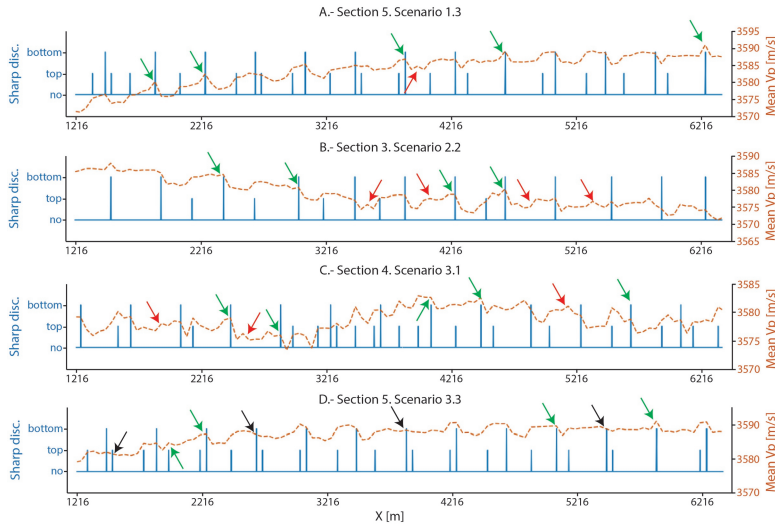 A.- Section 5. Scenario 1.3
Sharp disc.
bottom
top
no
3595
3590
3585
3580
3575
3570
Mean Vp [m/s]
1216 2216 3216 4216 5216 6216
B.- Section 3. Scenario 2.2
Sharp disc.
bottom
top
no
3590
3585
3580
3575
3570
3565
Mean Vp [m/s]
1216 2216 3216 4216 5216 6216
C.- Section 4. Scenario 3.1
Sharp disc.
bottom
top
no
3585
3580
3575
3570
Mean Vp [m/s]
1216 2216 3216 4216 5216 6216
D.- Section 5. Scenario 3.3
Sharp disc.
bottom
top
no
3590
3580
3570
Mean Vp [m/s]
1216 2216 3216 4216 5216 6216
X [m]